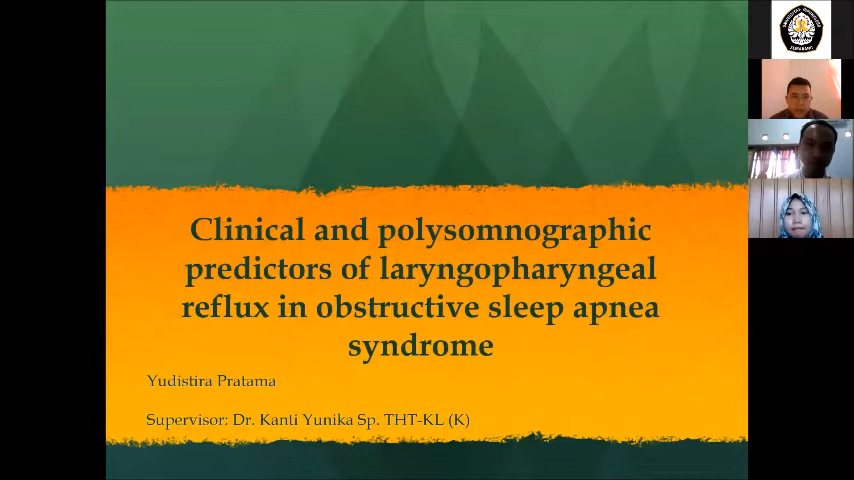 Clinical and polysomnographic
predictors of laryngopharyngeal
reflux in obstructive sleep apnea
syndrome
Yudistira Pratama
Supervisor: Dr. Kanti Yunika Sp. THT-KL (K)